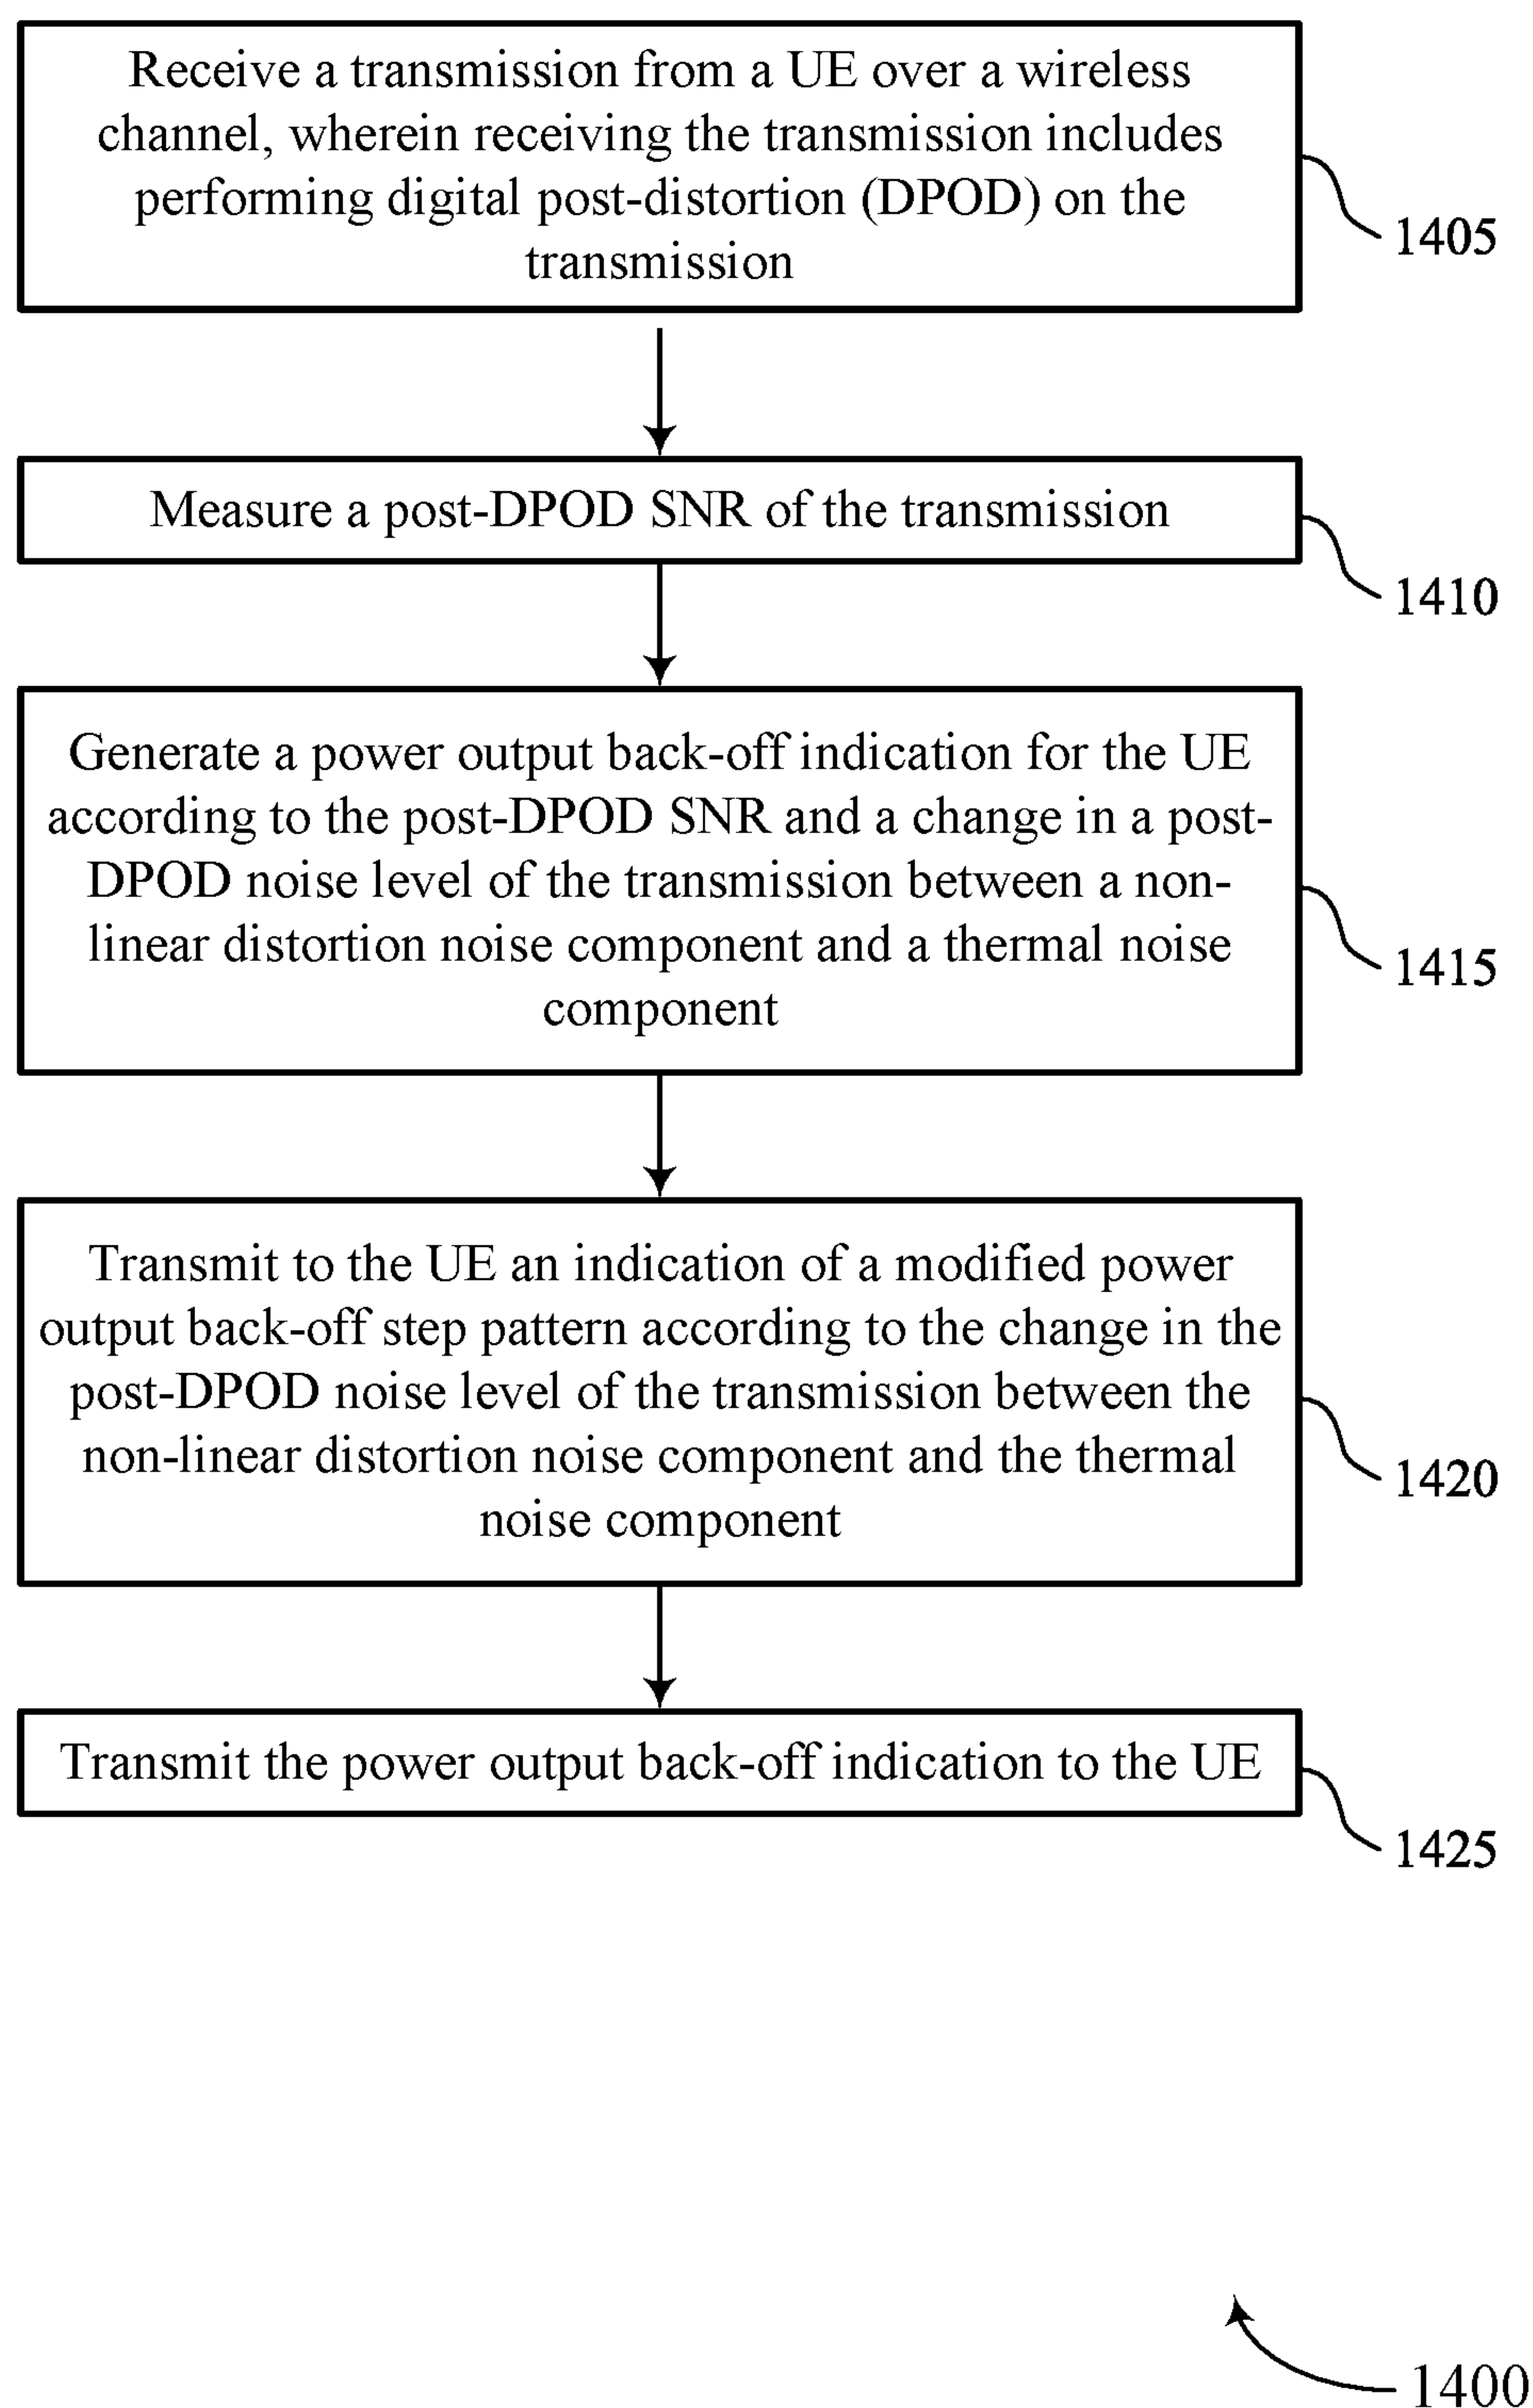 Receive a transmission from a UE over a wireless
channel, wherein receiving the transmission includes
performing digital post-distortion (DPOD) on the
transmission
1405
Measure a post-DPOD SNR of the transmission
1410
Generate a power output back-off indication for the UE
according to the post-DPOD SNR and a change in a post-
DPOD noise level of the transmission between a non-
linear distortion noise component and a thermal noise
component
1415
Transmit to the UE an indication of a modified power
output back-off step pattern according to the change in the
post-DPOD noise level of the transmission between the
non-linear distortion noise component and the thermal
noise component
1420
Transmit the power output back-off indication to the UE
1425
1400